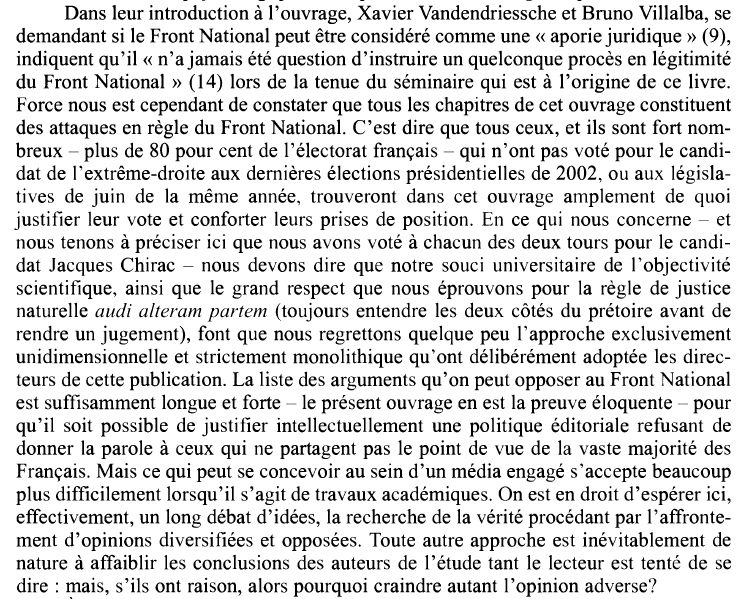 Dans leur introduction à l'ouvrage, Xavier Vandendriessche et Bruno Villalba, se
demandant si le Front National peut être considéré comme une « aporie juridique » (9),
indiquent qu'il « n'a jamais été question d'instruire un quelconque procès en légitimité
du Front National » (14) lors de la tenue du séminaire qui est à l'origine de ce livre.
Force nous est cependant de constater que tous les chapitres de cet ouvrage constituent
des attaques en règle du Front National. C'est dire que tous ceux, et ils sont fort nom-
breux – plus de 80 pour cent de l'électorat français – qui n'ont pas voté pour le candi-
dat de l'extrême-droite aux dernières élections présidentielles de 2002, ou aux législa-
tives de juin de la même année, trouveront dans cet ouvrage amplement de quoi
justifier leur vote et conforter leurs prises de position. En ce qui nous concerne – et
nous tenons à préciser ici que nous avons voté à chacun des deux tours pour le candi-
dat Jacques Chirac – nous devons dire que notre souci universitaire de l'objectivité
scientifique, ainsi que le grand respect que nous éprouvons pour la règle de justice
naturelle audi alteram partem (toujours entendre les deux côtés du prétoire avant de
rendre un jugement), font que nous regrettons quelque peu l'approche exclusivement
unidimensionnelle et strictement monolithique qu'ont délibérément adoptée les direc-
teurs de cette publication. La liste des arguments qu'on peut opposer au Front National
est suffisamment longue et forte – le présent ouvrage en est la preuve éloquente – pour
qu'il soit possible de justifier intellectuellement une politique éditoriale refusant de
donner la parole à ceux qui ne partagent pas le point de vue de la vaste majorité des
Français. Mais ce qui peut se concevoir au sein d'un média engagé s'accepte beaucoup
plus difficilement lorsqu'il s'agit de travaux académiques. On est en droit d'espérer ici,
effectivement, un long débat d'idées, la recherche de la vérité procédant par l'affronte-
ment d'opinions diversifiées et opposées. Toute autre approche est inévitablement de
nature à affaiblir les conclusions des auteurs de l'étude tant le lecteur est tenté de se
dire : mais, s'ils ont raison, alors pourquoi craindre autant l'opinion adverse?